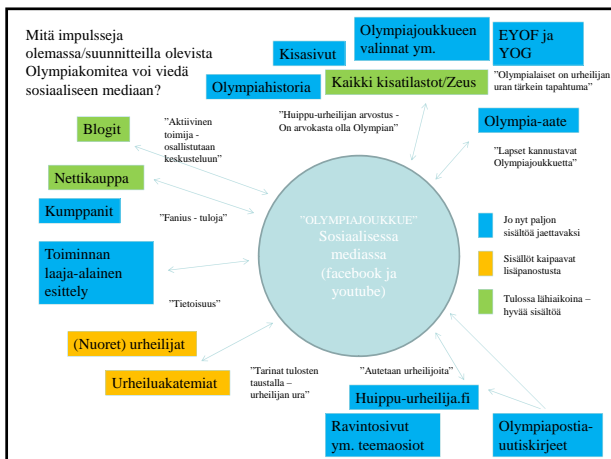 Mitä impulsseja
olemassa/suunnitteilla olevista
Olympiakomitea voi viedä
sosiaaliseen mediaan?
Kisasivut
Olympiajoukkueen
valinnat ym.
EYOF ja
YOG
Olympiahistoria
Kaikki kisatilastot/Zeus
"Olympialaiset on urheilijan
uran tärkein tapahtuma"
"Huippu-urheilijan arvostus -
On arvokasta olla Olympian"
Olympia-aate
"Lapset kannustavat
Olympiajoukkuetta"
Blogit
"Aktiivinen
toimija -
osallistutaan
keskusteluun"
Nettikauppa
Kumppanit
"Fanius - tuloja"
Toiminnan
laaja-alainen
esittely
"Tietoisuus"
"OLYMPIAJOUKKUE"
Sosiaalisessa
mediassa
(facebook ja
youtube)
Jo nyt paljon
sisältöä jaettavaksi
Sisällöt kaipaavat
lisäpanostusta
Tulossa lähiaikoina –
hyvää sisältöä
(Nuoret) urheilijat
Urheiluakatemiat
"Tarinat tulosten
taustalla –
urheilijan ura"
"Autetaan urheilijoita"
Huippu-urheilija.fi
Ravintosivut
ym. teemaosiot
Olympiapostia-
uutiskirjeet